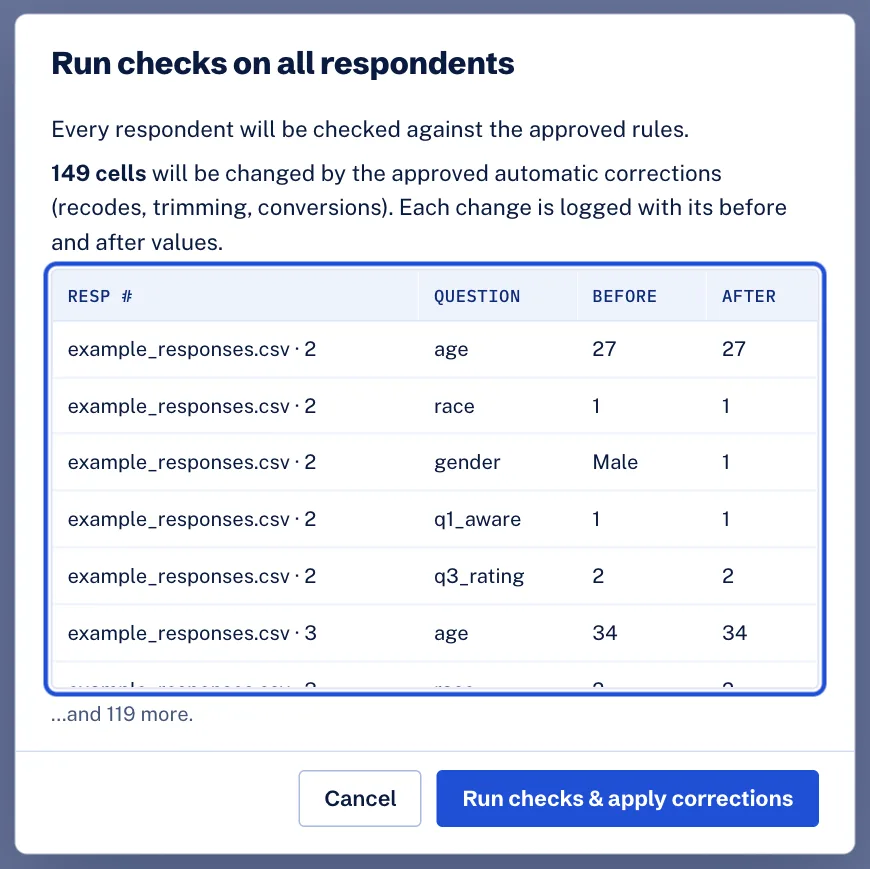 Run checks on all respondents
Every respondent will be checked against the approved rules.
149 cells will be changed by the approved automatic corrections
(recodes, trimming, conversions). Each change is logged with its before
and after values.
RESP # QUESTION BEFORE AFTER
example_responses.csv · 2 age 27 27
example_responses.csv · 2 race 1 1
example_responses.csv · 2 gender Male 1
example_responses.csv · 2 q1_aware 1 1
example_responses.csv · 2 q3_rating 2 2
example_responses.csv · 3 age 34 34
...and 119 more.
Cancel Run checks & apply corrections